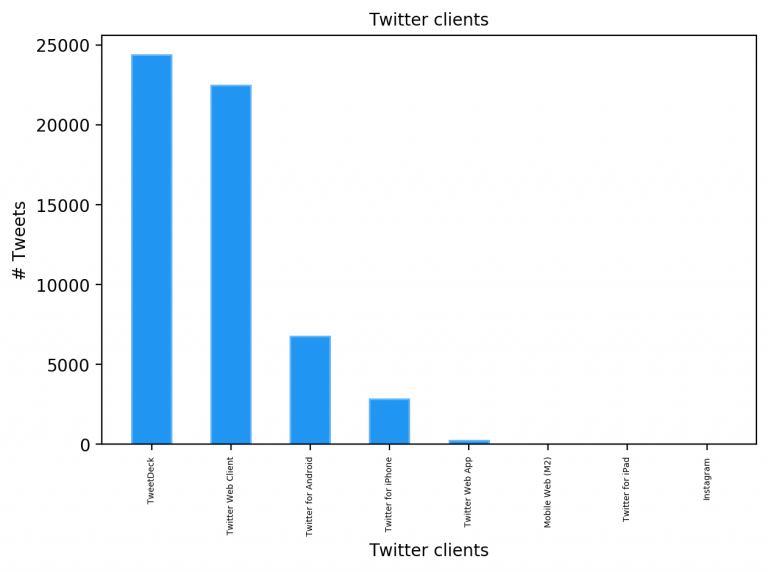 Twitter clients
25000
20000
15000
10000
5000
0
# Tweets
TweetDeck
Twitter Web Client
Twitter for Android
Twitter for iPhone
Twitter Web App
Mobile Web (M2)
Twitter for iPad
Instagram
Twitter clients